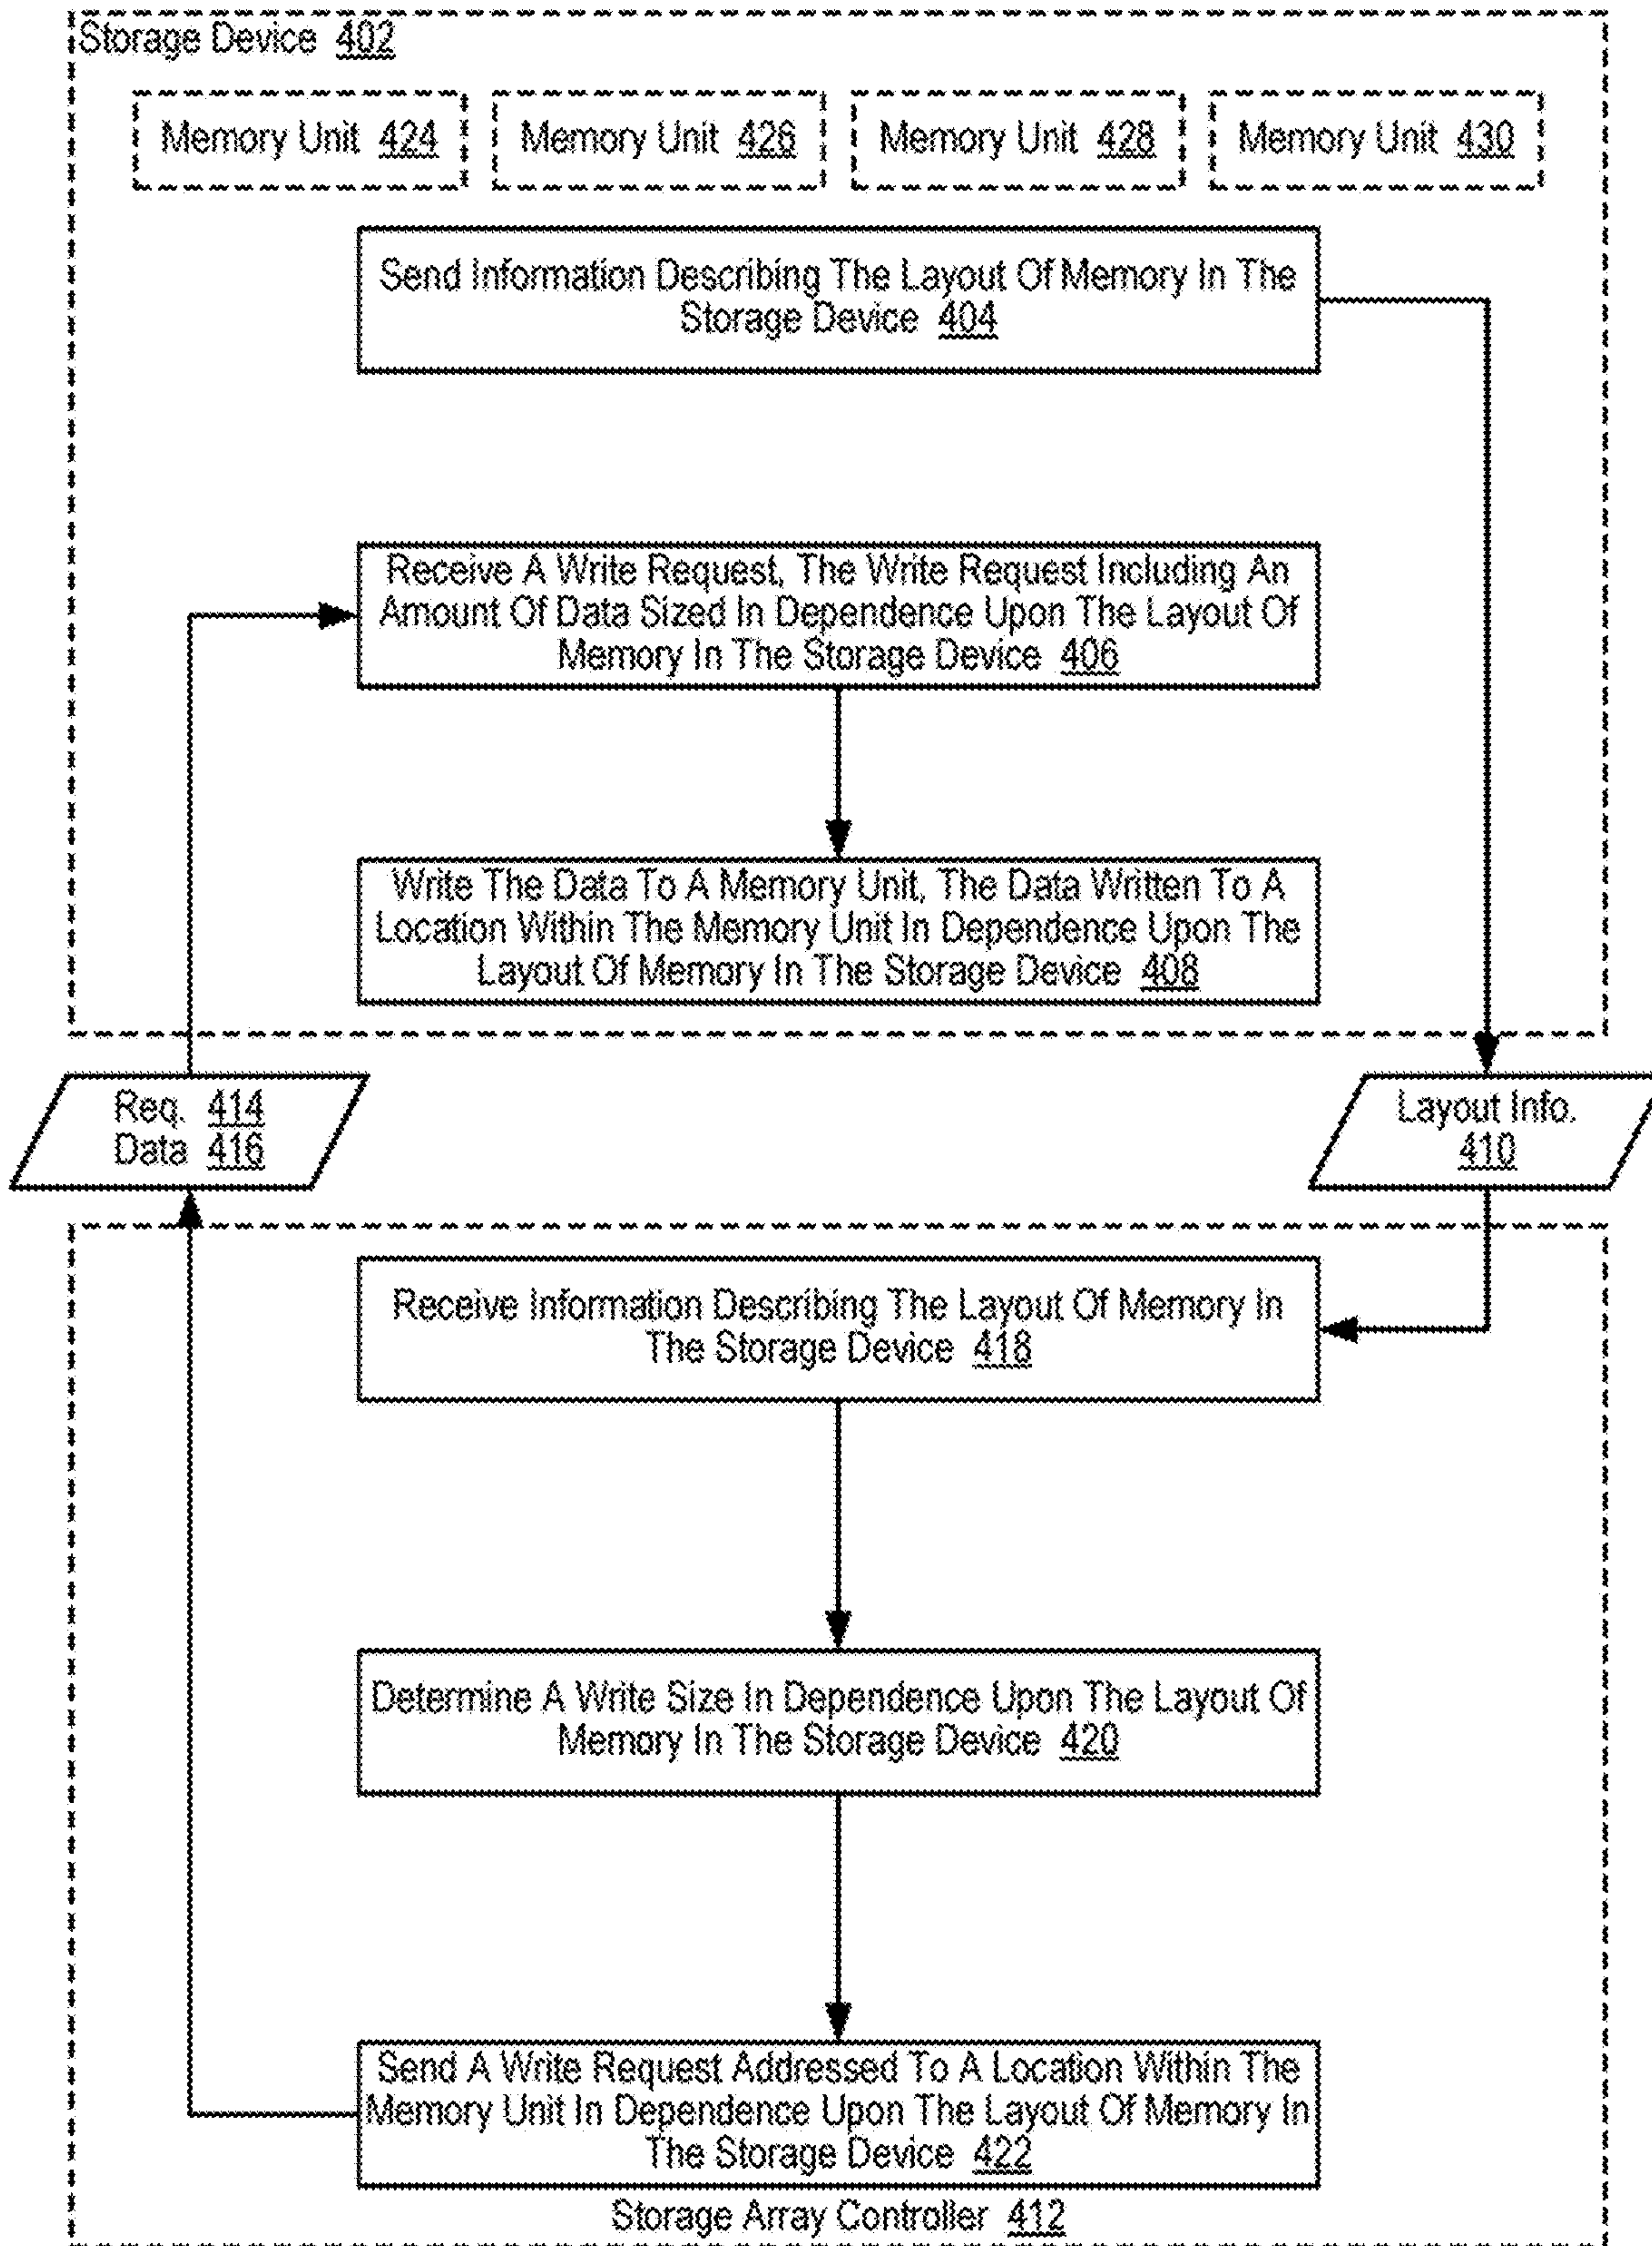 Storage Device 402
Memory Unit 424
Memory Unit 426
Memory Unit 428
Memory Unit 430
Send Information Describing The Layout Of Memory In The
Storage Device 404
Receive A Write Request, The Write Request Including An
Amount Of Data Sized In Dependence Upon The Layout Of
Memory In The Storage Device 406
Write The Data To A Memory Unit, The Data Written To A
Location Within The Memory Unit In Dependence Upon The
Layout Of Memory In The Storage Device 408
Req. 414
Data 416
Layout Info.
410
Receive Information Describing The Layout Of Memory In
The Storage Device 418
Determine A Write Size In Dependence Upon The Layout Of
Memory In The Storage Device 420
Send A Write Request Addressed To A Location Within The
Memory Unit In Dependence Upon The Layout Of Memory In
The Storage Device 422
Storage Array Controller 412